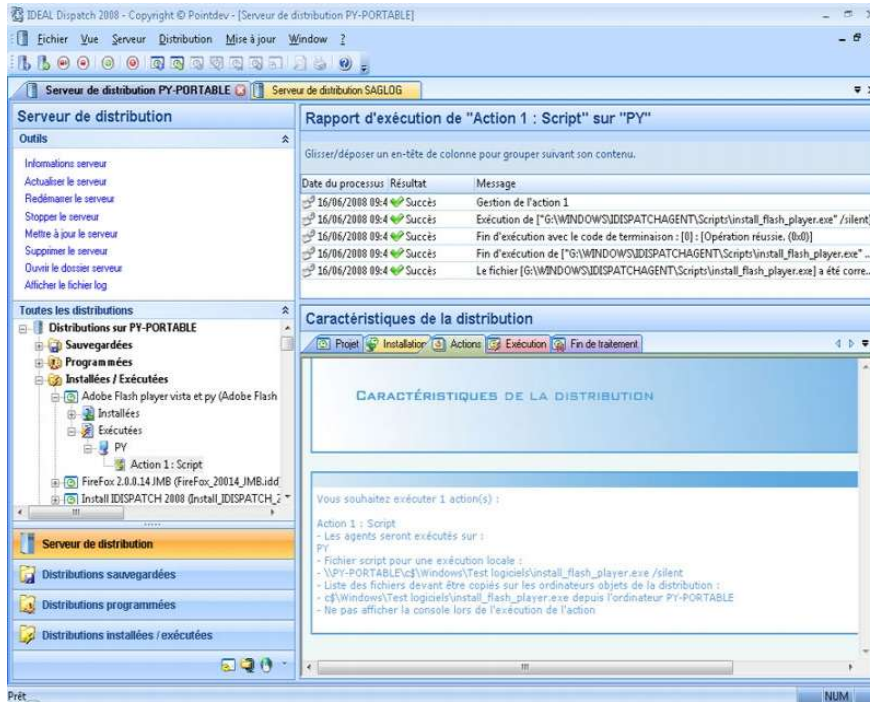 IDEAL Dispatch 2008 - Copyright © Pointdev - [Serveur de distribution PY-PORTABLE]
Fichier Vue Serveur Distribution Mise à jour Window ?
Serveur de distribution PY-PORTABLE
Serveur de distribution SAGLOG
Serveur de distribution
Outils
Informations serveur
Actualiser le serveur
Redémarrer le serveur
Stopper le serveur
Mettre à jour le serveur
Supprimer le serveur
Ouvrir le dossier serveur
Afficher le fichier log
Toutes les distributions
Distributions sur PY-PORTABLE
Sauvegardées
Programmées
Installées / Exécutées
Adobe Flash player vista et py (Adobe Flash
Installées
Exécutées
PY
Action 1 : Script
FireFox 2.0.0.14 JMB (FireFox_20014_JMB.idd
Install IDISPATCH 2008 (Install_IDISPATCH_2
Serveur de distribution
Distributions sauvegardées
Distributions programmées
Distributions installées / exécutées
Rapport d'exécution de "Action 1 : Script" sur "PY"
Glisser/déposer un en-tête de colonne pour grouper suivant son contenu.
Date du processus Résultat Message
16/06/2008 09:4 Succès Gestion de l'action 1
16/06/2008 09:4 Succès Exécution de ["G:\WINDOWS\IDISPATCHAGENT\Scripts\install_flash_player.exe" /silent]
16/06/2008 09:4 Succès Fin d'exécution avec le code de terminaison : [0] : [Opération réussie. (0x0)]
16/06/2008 09:4 Succès Fin d'exécution de ["G:\WINDOWS\IDISPATCHAGENT\Scripts\install_flash_player.exe" ...
16/06/2008 09:4 Succès Le fichier [G:\WINDOWS\IDISPATCHAGENT\Scripts\install_flash_player.exe] a été corre...
Caractéristiques de la distribution
Projet Installation Actions Exécution Fin de traitement
CARACTÉRISTIQUES DE LA DISTRIBUTION
Vous souhaitez exécuter 1 action(s) :
Action 1 : Script
- Les agents seront exécutés sur :
PY
- Fichier script pour une exécution locale :
- \\PY-PORTABLE\c$\Windows\Test logiciels\install_flash_player.exe /silent
- Liste des fichiers devant être copiés sur les ordinateurs objets de la distribution :
- c$\Windows\Test logiciels\install_flash_player.exe depuis l'ordinateur PY-PORTABLE
- Ne pas afficher la console lors de l'exécution de l'action
Prêt
NUM